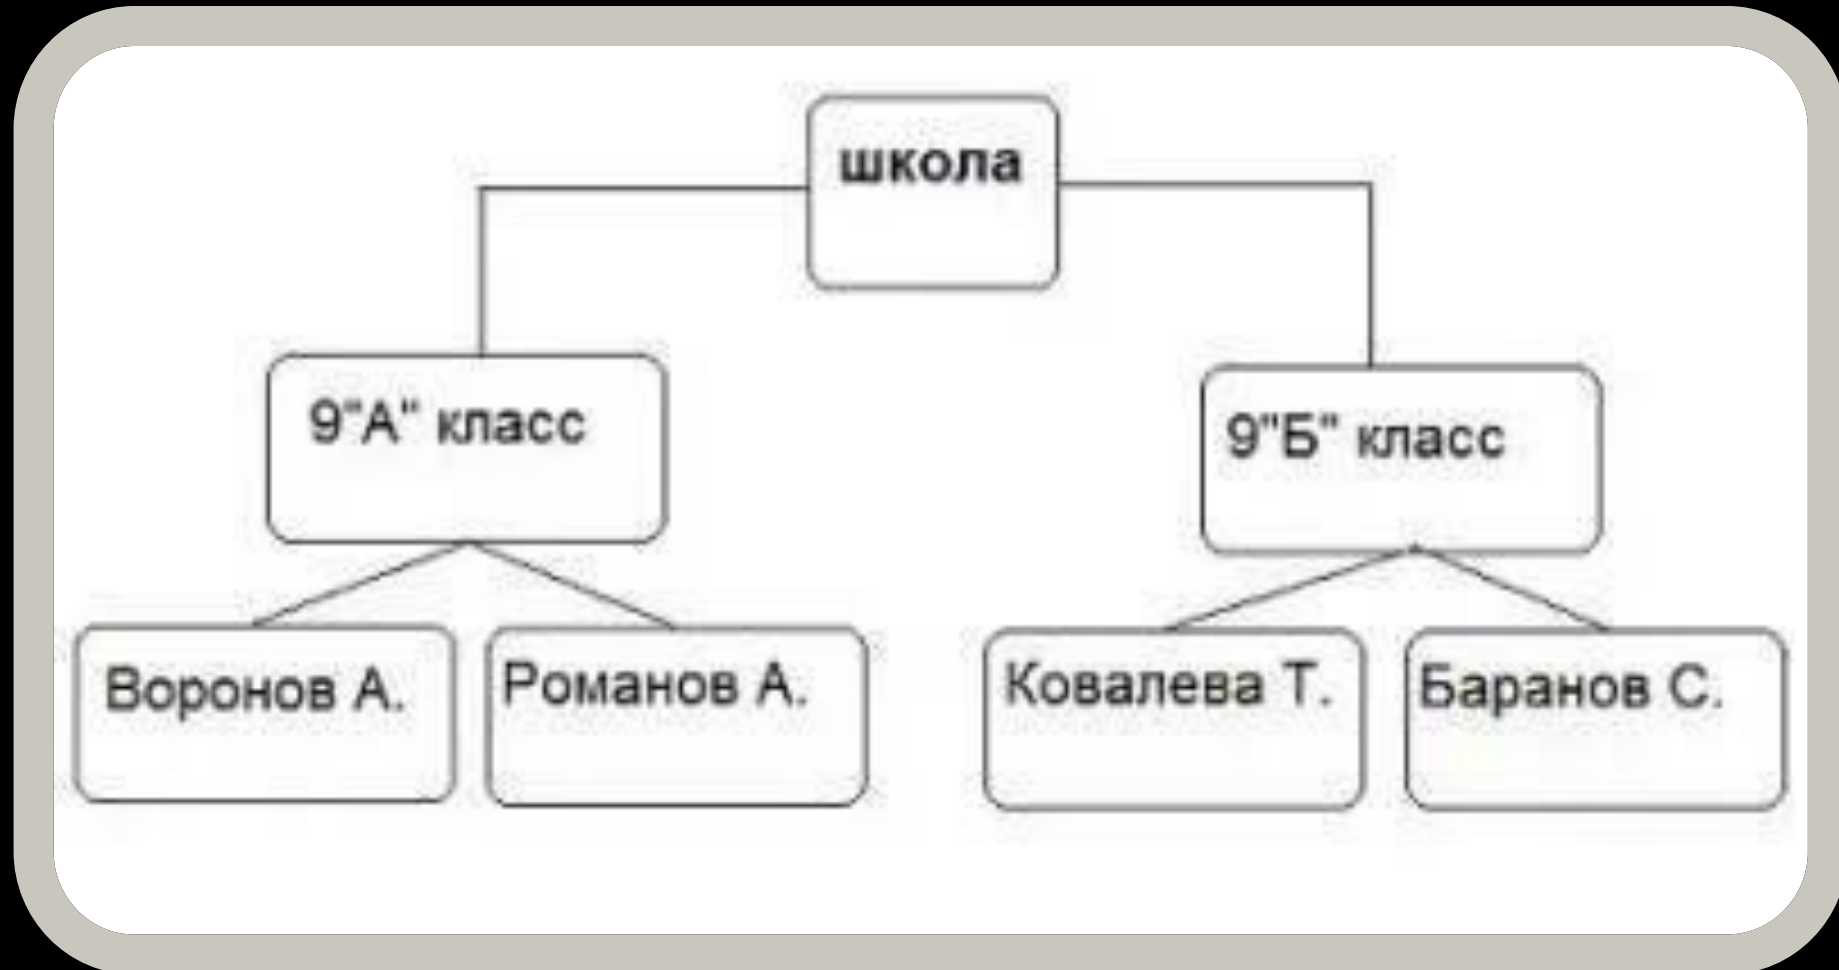 школа
9"А" класс
9"Б" класс
Воронов А.
Романов А.
Ковалева Т.
Баранов С.